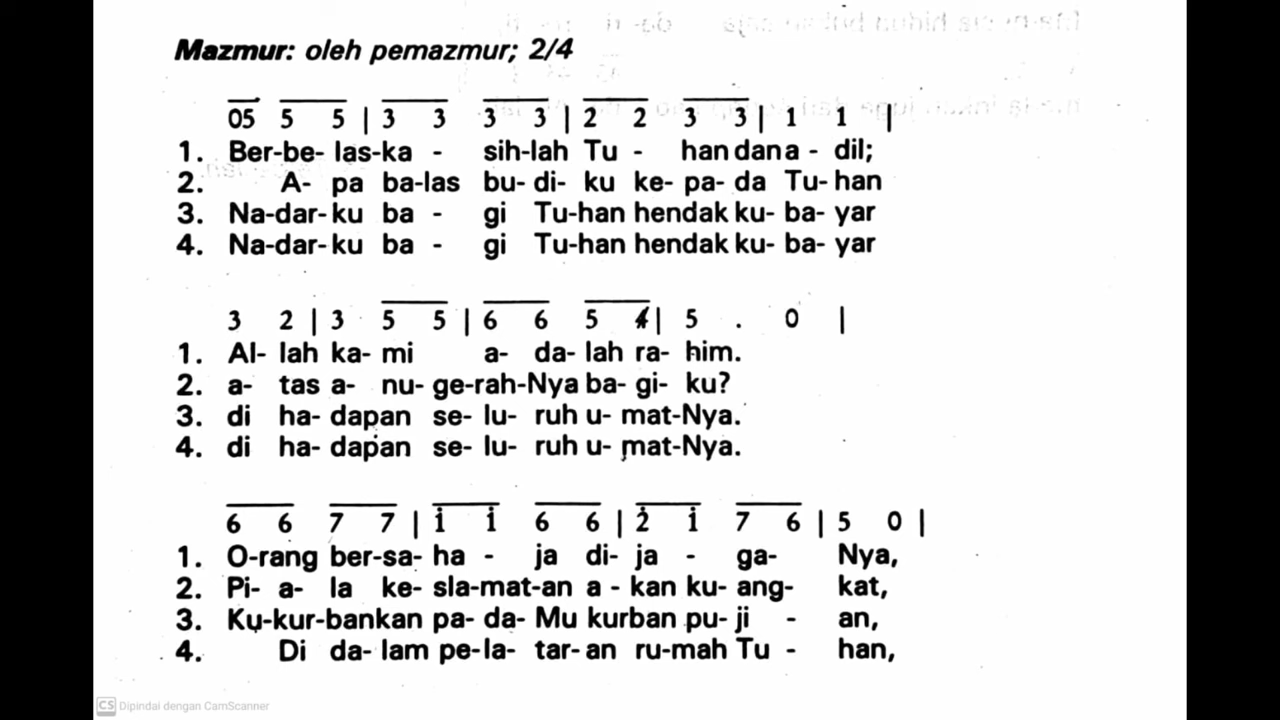 Mazmur: oleh pemazmur; 2/4
05 5 5 | 3 3 3 3 | 2 2 3 3 | 1 1 |
1. Ber-be- las-ka - sih-lah Tu - han dan a - dil;
2. A- pa ba-las bu- di- ku ke- pa- da Tu- han
3. Na-dar- ku ba - gi Tu-han hendak ku- ba- yar
4. Na-dar- ku ba - gi Tu-han hendak ku- ba- yar
3 2 | 3 5 5 | 6 6 5 4 | 5 . 0 |
1. Al- lah ka- mi a- da- lah ra- him.
2. a- tas a- nu- ge-rah-Nya ba- gi- ku?
3. di ha- dapan se- lu- ruh u- mat-Nya.
4. di ha- dapan se- lu- ruh u- mat-Nya.
6 6 7 7 | i i 6 6 | 2̇ i 7 6 | 5 0 |
1. O-rang ber-sa- ha - ja di- ja - ga- Nya,
2. Pi- a- la ke- sla-mat-an a - kan ku- ang- kat,
3. Ku-kur-bankan pa- da- Mu kurban pu- ji - an,
4. Di da- lam pe-la- tar-an ru-mah Tu - han,
CS Dipindai dengan CamScanner